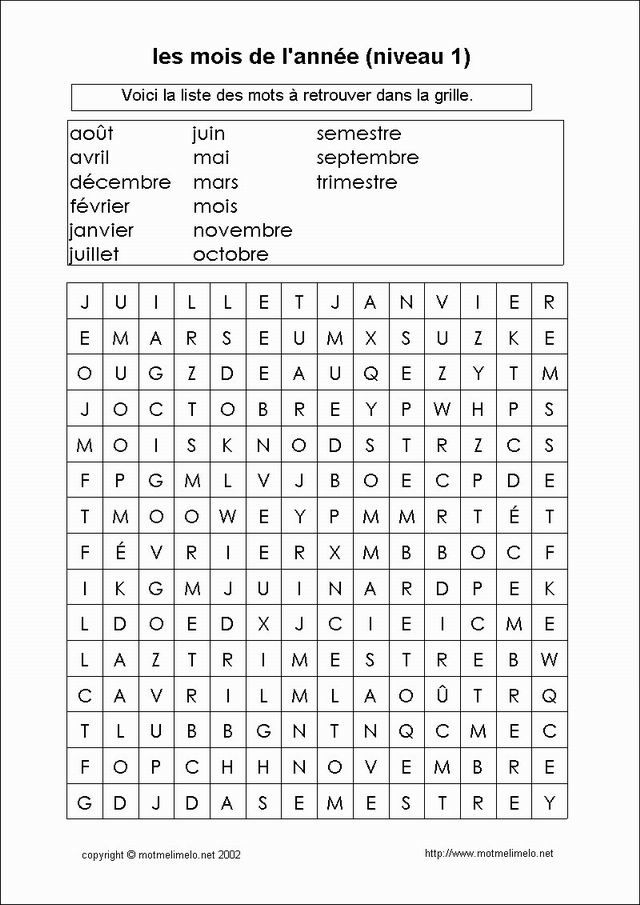 les mois de l'année (niveau 1)
Voici la liste des mots à retrouver dans la grille.
août juin semestre
avril mai septembre
décembre mars trimestre
février mois
janvier novembre
juillet octobre
J U I L L E T J A N V I E R
E M A R S E U M X S U Z K E
O U G Z D E A U Q E Z Y T M
J O C T O B R E Y P W H P S
M O I S K N O D S T R Z C S
F P G M L V J B O E C P D E
T M O O W E Y P M M R T É T
F É V R I E R X M B B O C F
I K G M J U I N A R D P E K
L D O E D X J C I E I C M E
L A Z T R I M E S T R E B W
C A V R I L M L A O Û T R Q
T L U B B G N T N Q C M E C
F O P C H H N O V E M B R E
G D J D A S E M E S T R E Y
copyright © motmelimelo.net 2002 http://www.motmelimelo.net